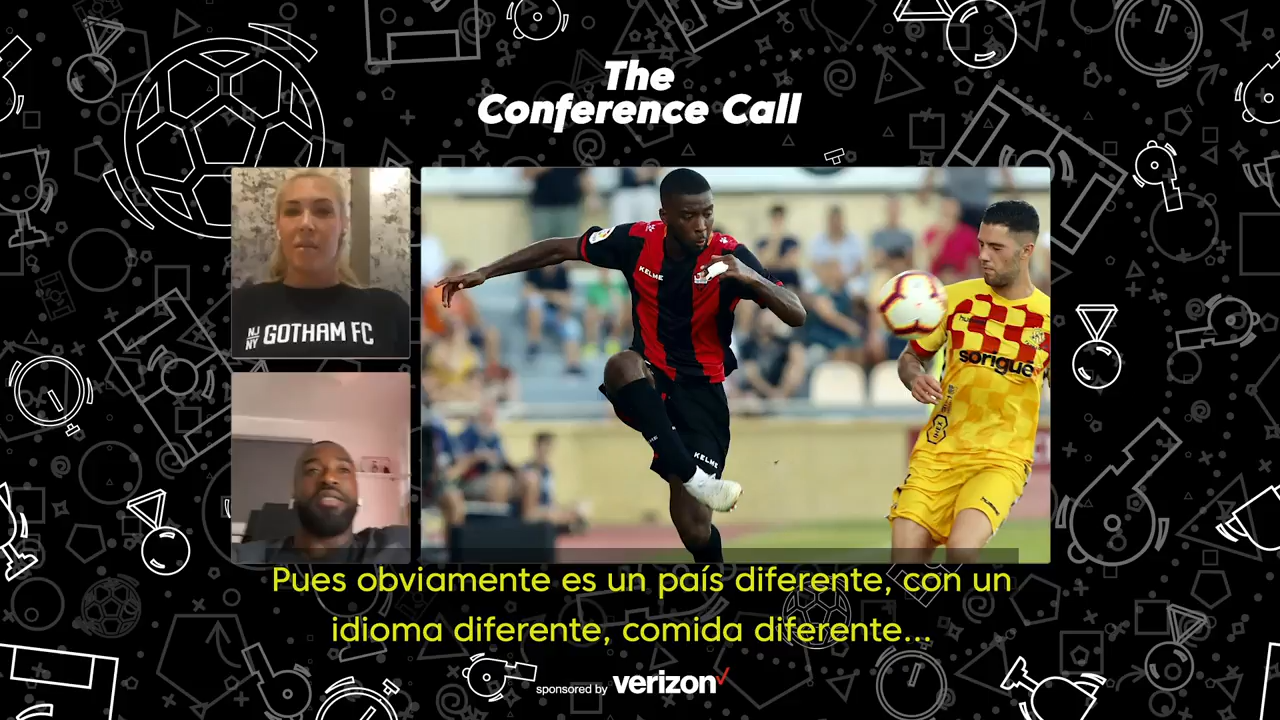 The
Conference Call
NJ
NY
GOTHAM FC
KELME
KELME
sorigué
Pues obviamente es un país diferente, con un
idioma diferente, comida diferente...
sponsored by verizon